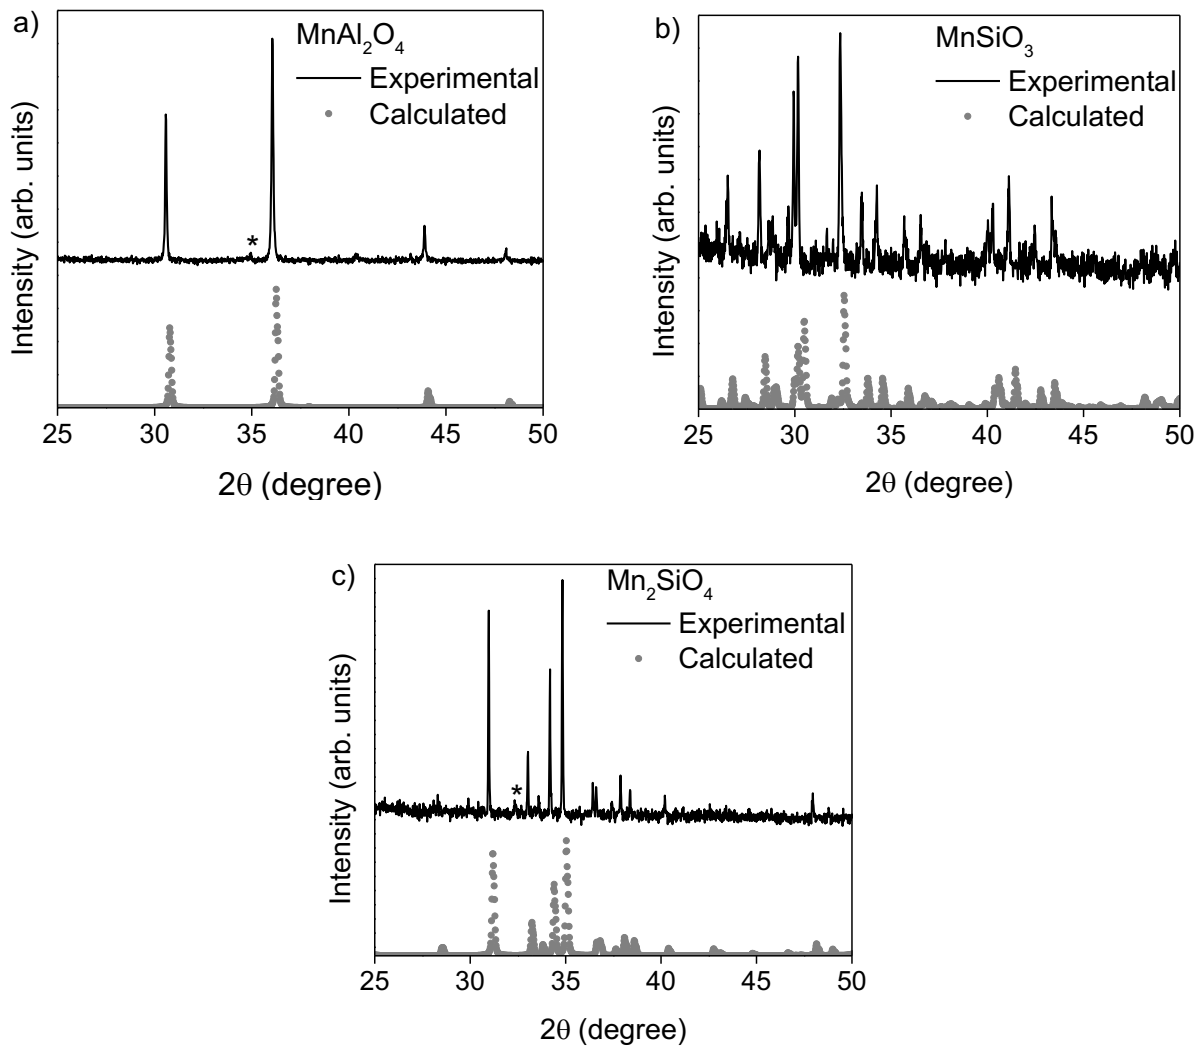 a)
MnAl₂O₄
Experimental
Calculated
*
Intensity (arb. units)
25 30 35 40 45 50
2θ (degree)
b)
MnSiO₃
Experimental
Calculated
Intensity (arb. units)
25 30 35 40 45 50
2θ (degree)
c)
Mn₂SiO₄
Experimental
Calculated
*
Intensity (arb. units)
25 30 35 40 45 50
2θ (degree)